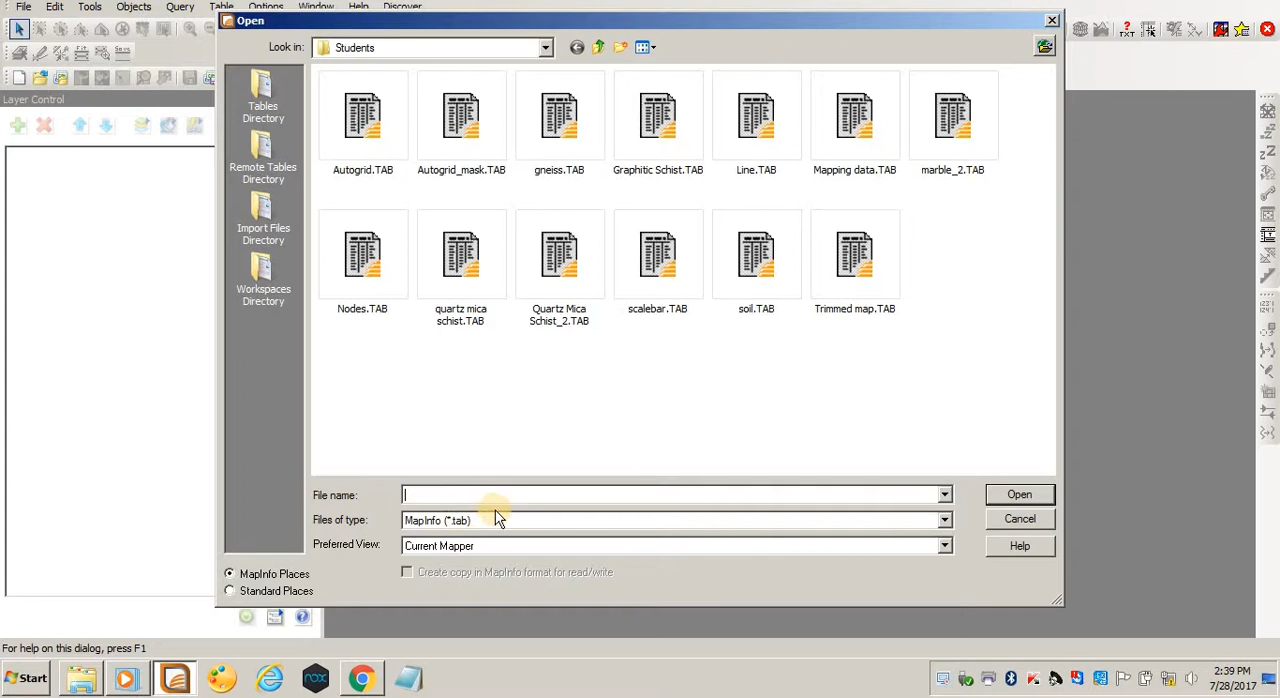 File Edit Tools Objects Query Table Options Window Help Discover
Open
Look in: Students
Layer Control
Tables
Directory
Remote Tables
Directory
Import Files
Directory
Workspaces
Directory
Autogrid.TAB Autogrid_mask.TAB gneiss.TAB Graphitic Schist.TAB Line.TAB Mapping data.TAB marble_2.TAB
Nodes.TAB quartz mica Quartz Mica scalebar.TAB soil.TAB Trimmed map.TAB
schist.TAB Schist_2.TAB
File name: Open
Files of type: MapInfo (*.tab) Cancel
Preferred View: Current Mapper Help
Create copy in MapInfo format for read/write
MapInfo Places
Standard Places
For help on this dialog, press F1
Start nox 2:39 PM
7/28/2017